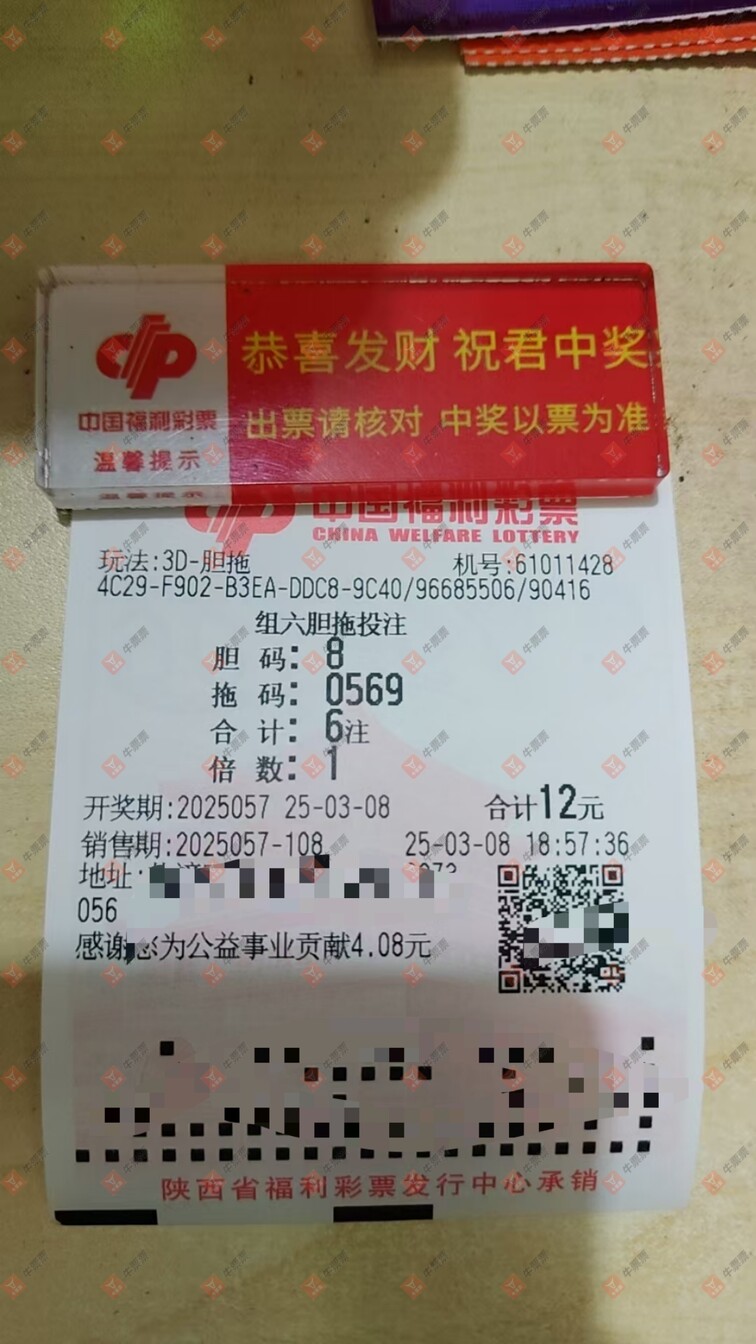 恭喜发财 祝君中奖
中国福利彩票
出票请核对 中奖以票为准
温馨提示
中国福利彩票
CHINA WELFARE LOTTERY
玩法:3D-胆拖 机号:61011428
4C29-F902-B3EA-DDC8-9C40/96685506/90416
组六胆拖投注
胆 码: 8
拖 码: 0569
合 计: 6注
倍 数: 1
开奖期:2025057 25-03-08 合计12元
销售期:2025057-108 25-03-08 18:57:36
地址:
056
感谢您为公益事业贡献4.08元
陕西省福利彩票发行中心承销
牛票票